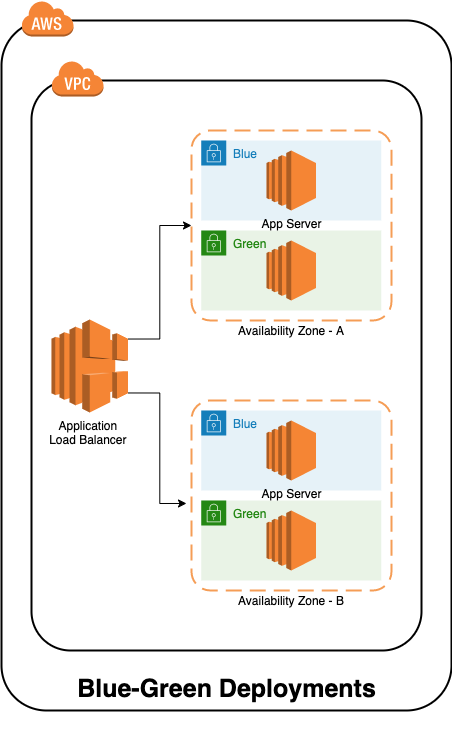 AWS
VPC
Blue
App Server
Green
Availability Zone - A
Application
Load Balancer
Blue
App Server
Green
Availability Zone - B
Blue-Green Deployments